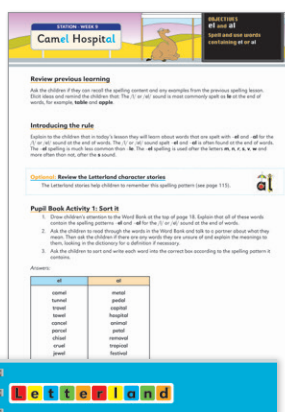 STATION - WEEK 9
Camel Hospital
OBJECTIVES
el and al
Spell and use words
containing el or al
Review previous learning
Ask the children if they can recall the spelling content and any examples from the previous spelling lesson.
Elicit ideas and remind the children that: The /l/ or /əl/ sound is most commonly spelt as le at the end of
words, for example, table and apple.
Introducing the rule
Explain to the children that in today's lesson they will learn about words that are spelt with -el and -al for the
/l/ or /əl/ sound at the end of words. The /l/ or /əl/ sound spelt -el and -al is often found at the end of words.
The -el spelling is much less common than -le. The -el spelling is used after the letters m, n, r, s, v, w and
more often than not, after the s sound.
Optional: Review the Letterland character stories
The Letterland stories help children to remember this spelling pattern (see page 115).
al
Pupil Book Activity 1: Sort it
1. Draw children's attention to the Word Bank at the top of page 18. Explain that all of these words
contain the spelling patterns -el and -al for the /l/ or /əl/ sound at the end of words.
2. Ask the children to read through the words in the Word Bank and talk to a partner about what they
mean. Then ask the children if there are any words they are unsure of and explain the meanings to
them, looking in the dictionary for a definition if necessary.
3. Ask the children to sort and write each word into the correct box according to the spelling pattern it
contains.
Answers:
el al
camel metal
tunnel pedal
travel capital
towel hospital
cancel animal
parcel petal
chisel removal
cruel tropical
jewel festival
Letterland